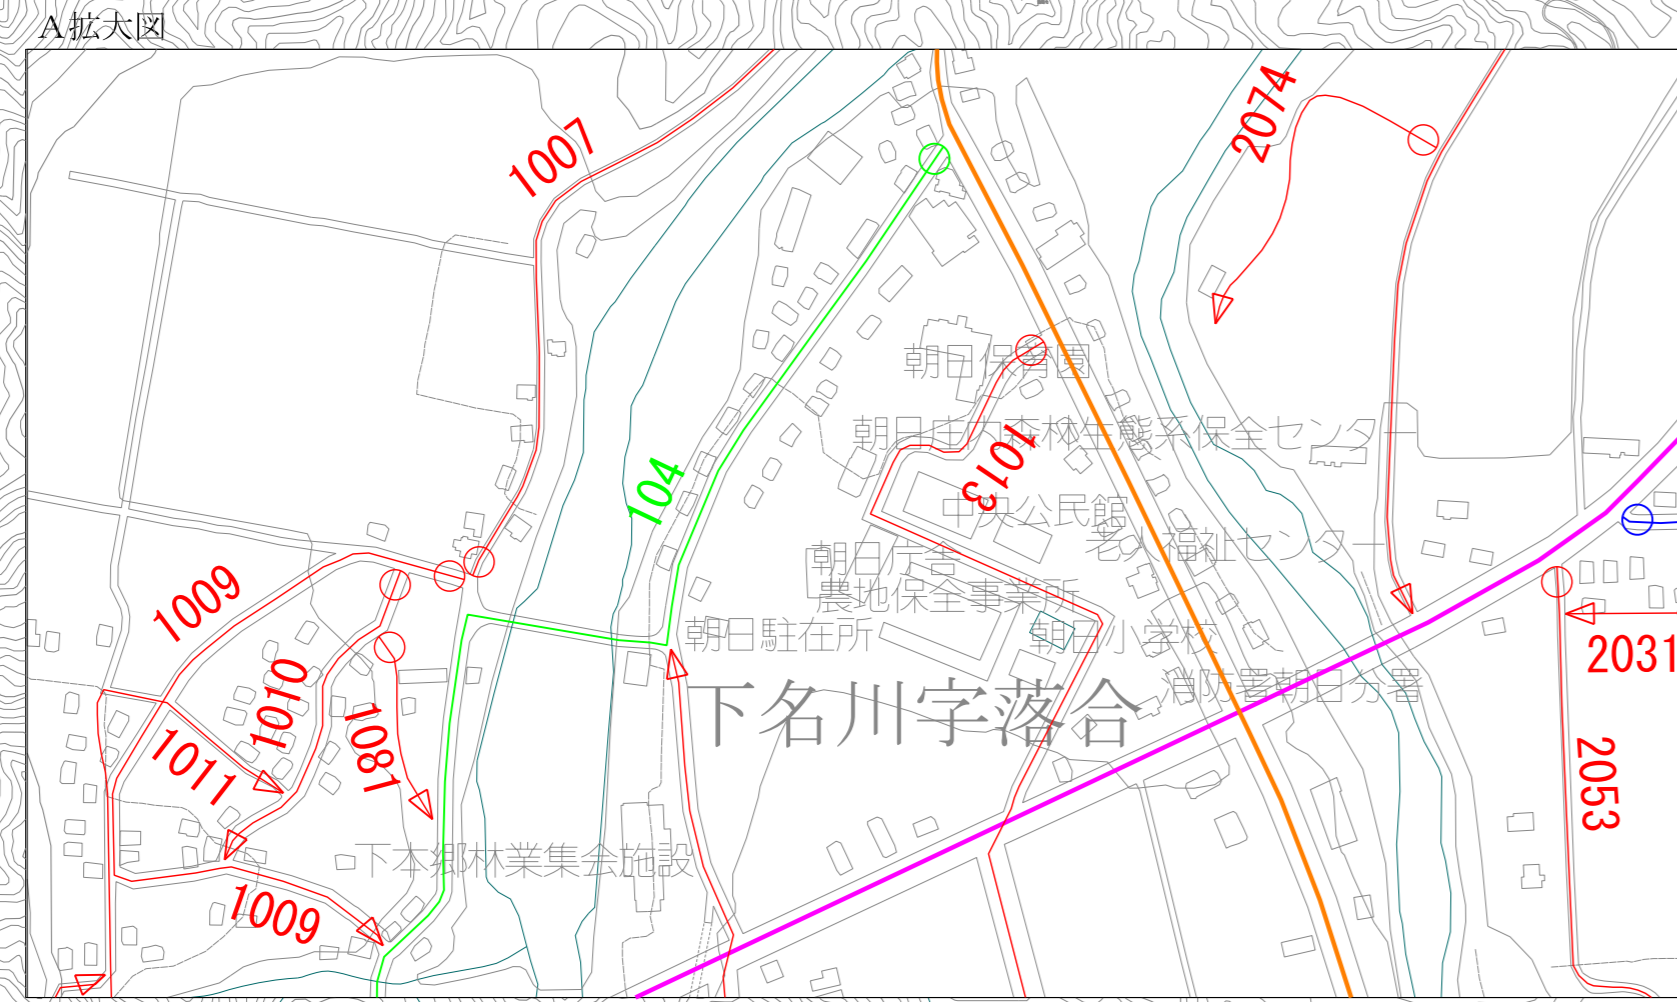 A拡大図
1007
2074
朝日保育園
朝日庄内森林生態系保全センター
1013
104
中央公民館
老人福祉センター
朝日庁舎
農地保全事業所
1009
朝日駐在所
朝日小学校
2031
消防署朝日分署
下名川字落合
1010
1081
1011
2053
下本郷林業集会施設
1009